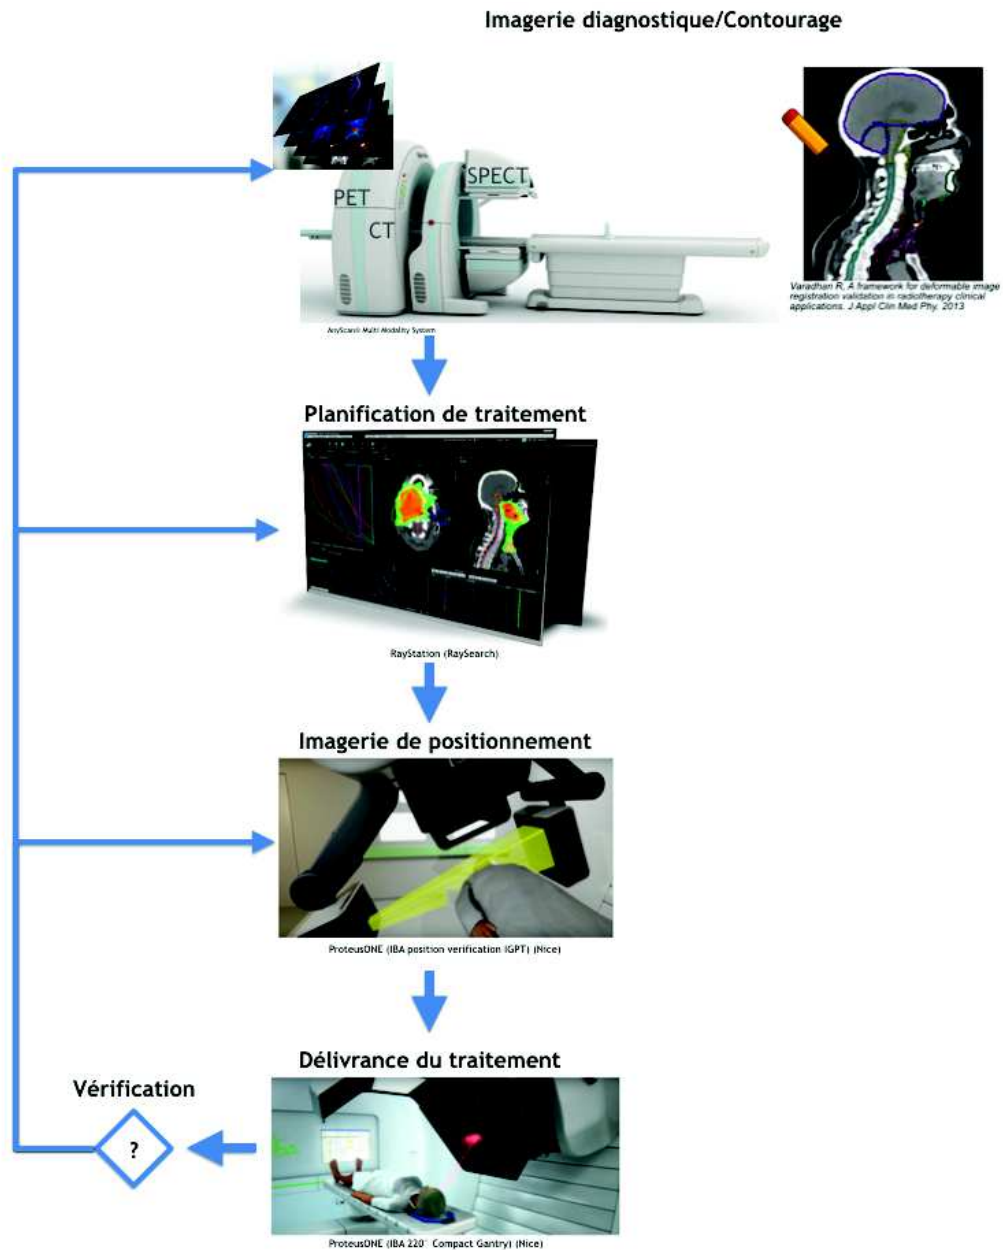 Imagerie diagnostique/Contourage
PET
CT
SPECT
Varadhan R, A framework for deformable image
registration validation in radiotherapy clinical
applications. J Appl Clin Med Phy. 2013
AnyScan® Multi Modality System
Planification de traitement
RayStation (RaySearch)
Imagerie de positionnement
ProteusONE (IBA position verification IGPT) (Nice)
Délivrance du traitement
Vérification
?
ProteusONE (IBA 220° Compact Gantry) (Nice)